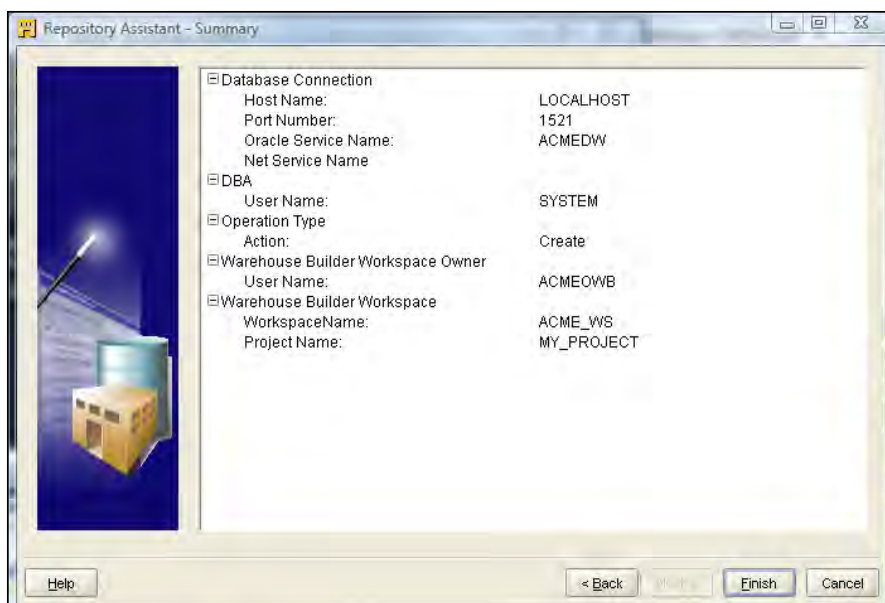 Repository Assistant - Summary
Database Connection
Host Name: LOCALHOST
Port Number: 1521
Oracle Service Name: ACMEDW
Net Service Name
DBA
User Name: SYSTEM
Operation Type
Action: Create
Warehouse Builder Workspace Owner
User Name: ACMEOWB
Warehouse Builder Workspace
WorkspaceName: ACME_WS
Project Name: MY_PROJECT
Help < Back Finish Cancel